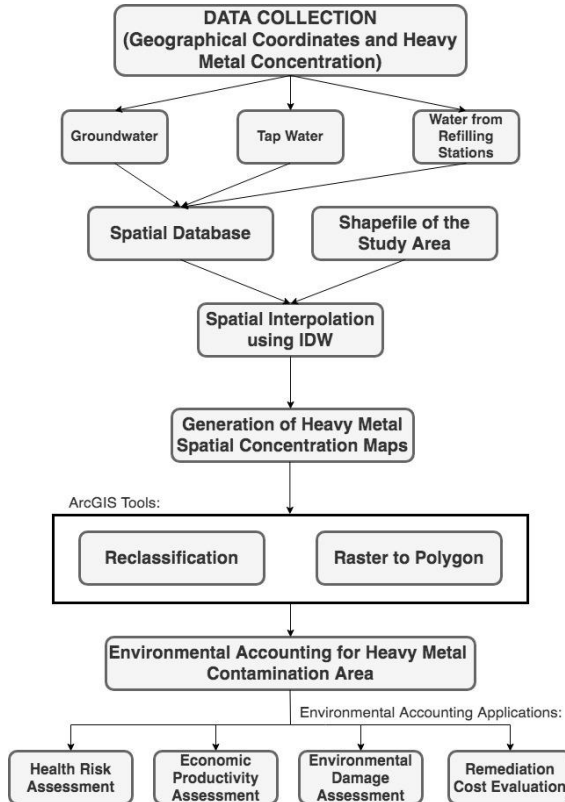 DATA COLLECTION
(Geographical Coordinates and Heavy
Metal Concentration)
Groundwater
Tap Water
Water from
Refilling
Stations
Spatial Database
Shapefile of the
Study Area
Spatial Interpolation
using IDW
Generation of Heavy Metal
Spatial Concentration Maps
ArcGIS Tools:
Reclassification
Raster to Polygon
Environmental Accounting for Heavy Metal
Contamination Area
Environmental Accounting Applications:
Health Risk
Assessment
Economic
Productivity
Assessment
Environmental
Damage
Assessment
Remediation
Cost Evaluation